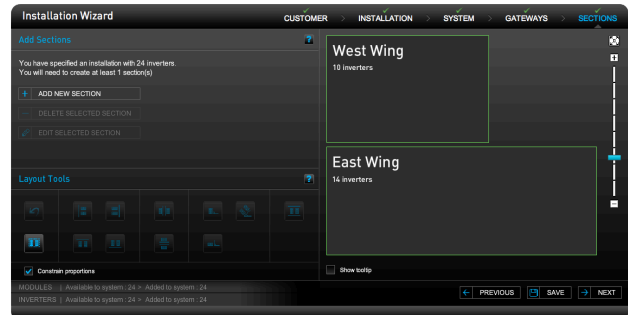 Installation Wizard
CUSTOMER > INSTALLATION > SYSTEM > GATEWAYS > SECTIONS
Add Sections ?
You have specified an installation with 24 inverters.
You will need to create at least 1 section(s)
+ ADD NEW SECTION
− DELETE SELECTED SECTION
EDIT SELECTED SECTION
West Wing
10 inverters
East Wing
14 inverters
Layout Tools ?
Constrain proportions
Show tooltip
MODULES | Available to system : 24 > Added to system : 24
INVERTERS | Available to system : 24 > Added to system : 24
← PREVIOUS SAVE → NEXT